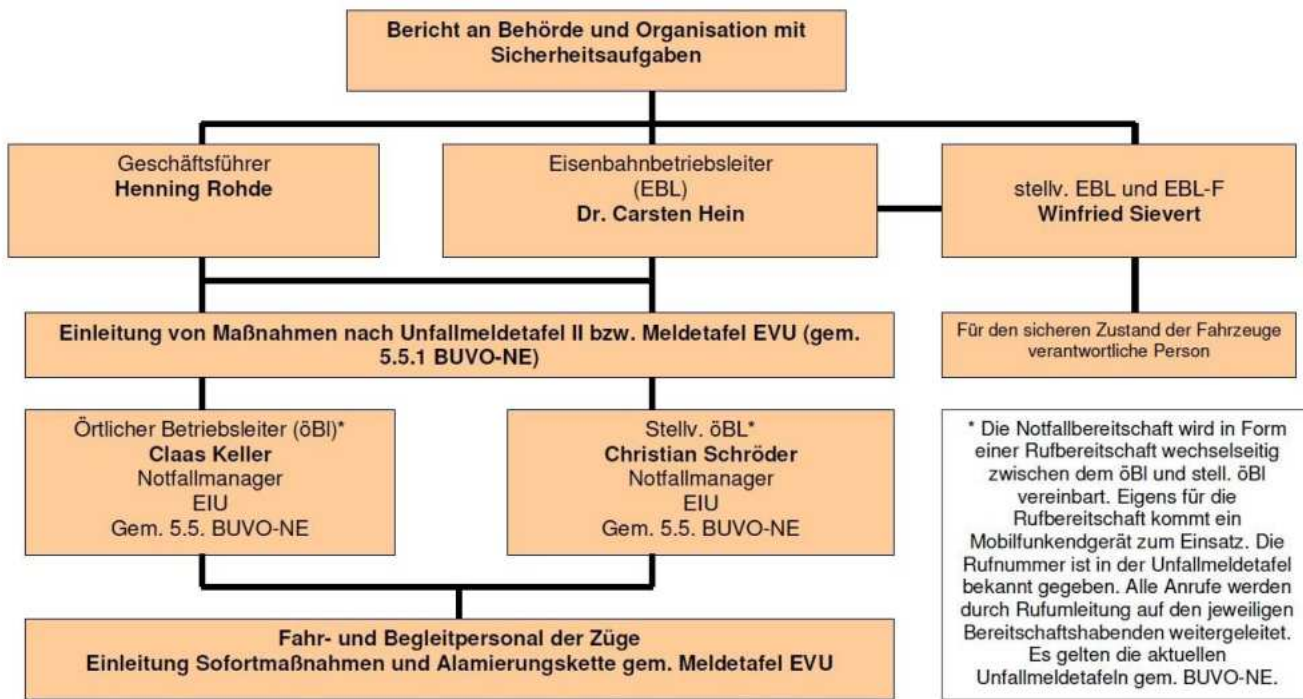 Bericht an Behörde und Organisation mit
Sicherheitsaufgaben
Geschäftsführer
Henning Rohde
Eisenbahnbetriebsleiter
(EBL)
Dr. Carsten Hein
stellv. EBL und EBL-F
Winfried Sievert
Einleitung von Maßnahmen nach Unfallmeldetafel II bzw. Meldetafel EVU (gem.
5.5.1 BUVO-NE)
Für den sicheren Zustand der Fahrzeuge
verantwortliche Person
Örtlicher Betriebsleiter (öBl)*
Claas Keller
Notfallmanager
EIU
Gem. 5.5. BUVO-NE
Stellv. öBL*
Christian Schröder
Notfallmanager
EIU
Gem. 5.5. BUVO-NE
* Die Notfallbereitschaft wird in Form
einer Rufbereitschaft wechselseitig
zwischen dem öBl und stell. öBl
vereinbart. Eigens für die
Rufbereitschaft kommt ein
Mobilfunkendgerät zum Einsatz. Die
Rufnummer ist in der Unfallmeldetafel
bekannt gegeben. Alle Anrufe werden
durch Rufumleitung auf den jeweiligen
Bereitschaftshabenden weitergeleitet.
Es gelten die aktuellen
Unfallmeldetafeln gem. BUVO-NE.
Fahr- und Begleitpersonal der Züge
Einleitung Sofortmaßnahmen und Alamierungskette gem. Meldetafel EVU